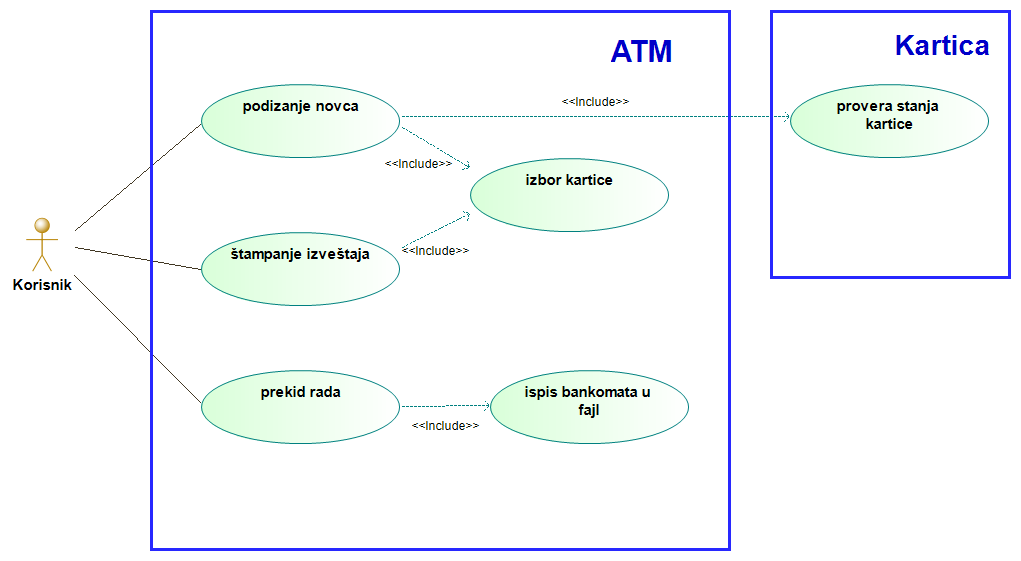 ATM
Kartica
podizanje novca
<<Include>>
provera stanja
kartice
<<Include>>
izbor kartice
štampanje izveštaja
<<Include>>
Korisnik
prekid rada
<<Include>>
ispis bankomata u
fajl